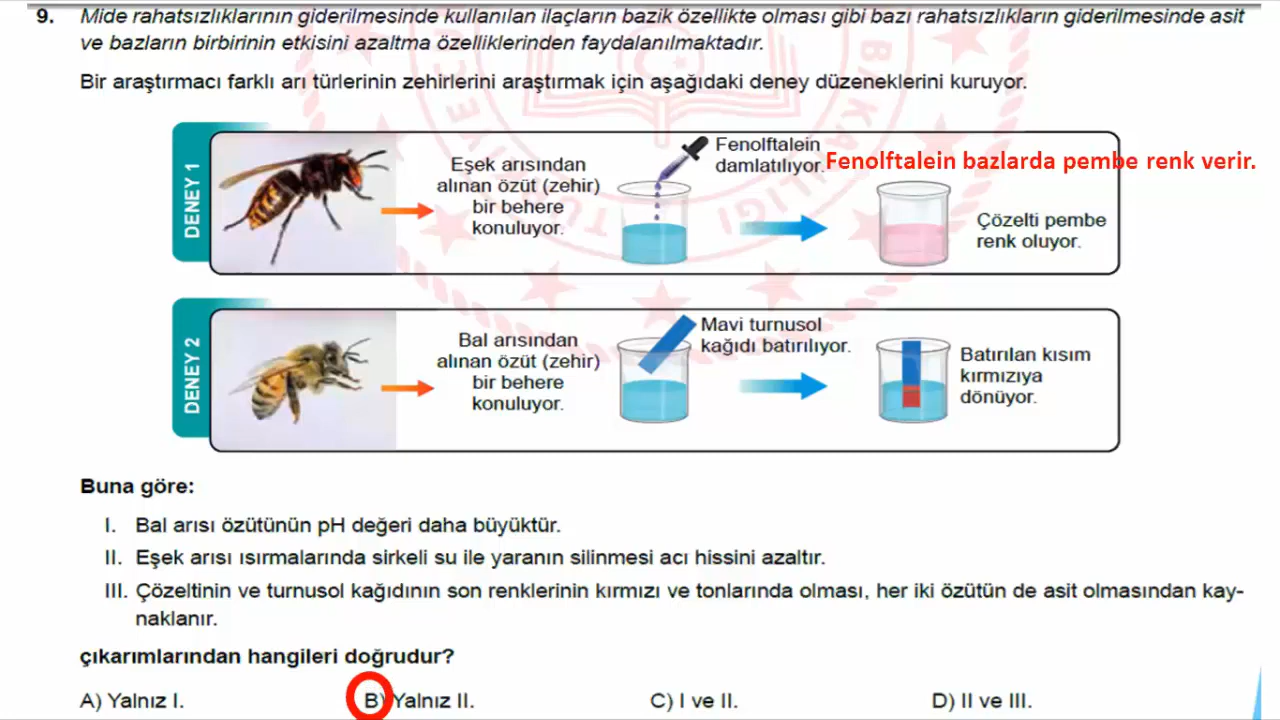 9. Mide rahatsızlıklarının giderilmesinde kullanılan ilaçların bazik özellikte olması gibi bazı rahatsızlıkların giderilmesinde asit
ve bazların birbirinin etkisini azaltma özelliklerinden faydalanılmaktadır.
Bir araştırmacı farklı arı türlerinin zehirlerini araştırmak için aşağıdaki deney düzeneklerini kuruyor.
DENEY 1
Eşek arısından
alınan özüt (zehir)
bir behere
konuluyor.
Fenolftalein
damlatılıyor.
Fenolftalein bazlarda pembe renk verir.
Çözelti pembe
renk oluyor.
DENEY 2
Bal arısından
alınan özüt (zehir)
bir behere
konuluyor.
Mavi turnusol
kağıdı batırılıyor.
Batırılan kısım
kırmızıya
dönüyor.
Buna göre:
I. Bal arısı özütünün pH değeri daha büyüktür.
II. Eşek arısı ısırmalarında sirkeli su ile yaranın silinmesi acı hissini azaltır.
III. Çözeltinin ve turnusol kağıdının son renklerinin kırmızı ve tonlarında olması, her iki özütün de asit olmasından kay-
naklanır.
çıkarımlarından hangileri doğrudur?
A) Yalnız I. B) Yalnız II. C) I ve II. D) II ve III.